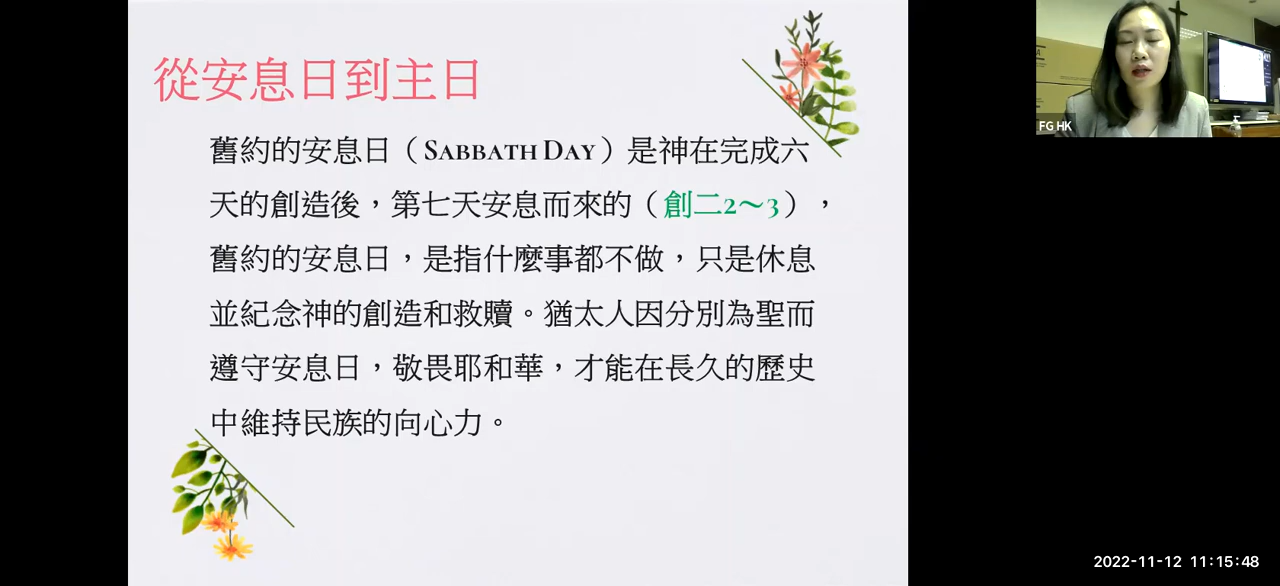 從安息日到主日
舊約的安息日（SABBATH DAY）是神在完成六
天的創造後，第七天安息而來的（創二2～3），
舊約的安息日，是指什麼事都不做，只是休息
並紀念神的創造和救贖。猶太人因分別為聖而
遵守安息日，敬畏耶和華，才能在長久的歷史
中維持民族的向心力。
FG HK
2022-11-12 11:15:48